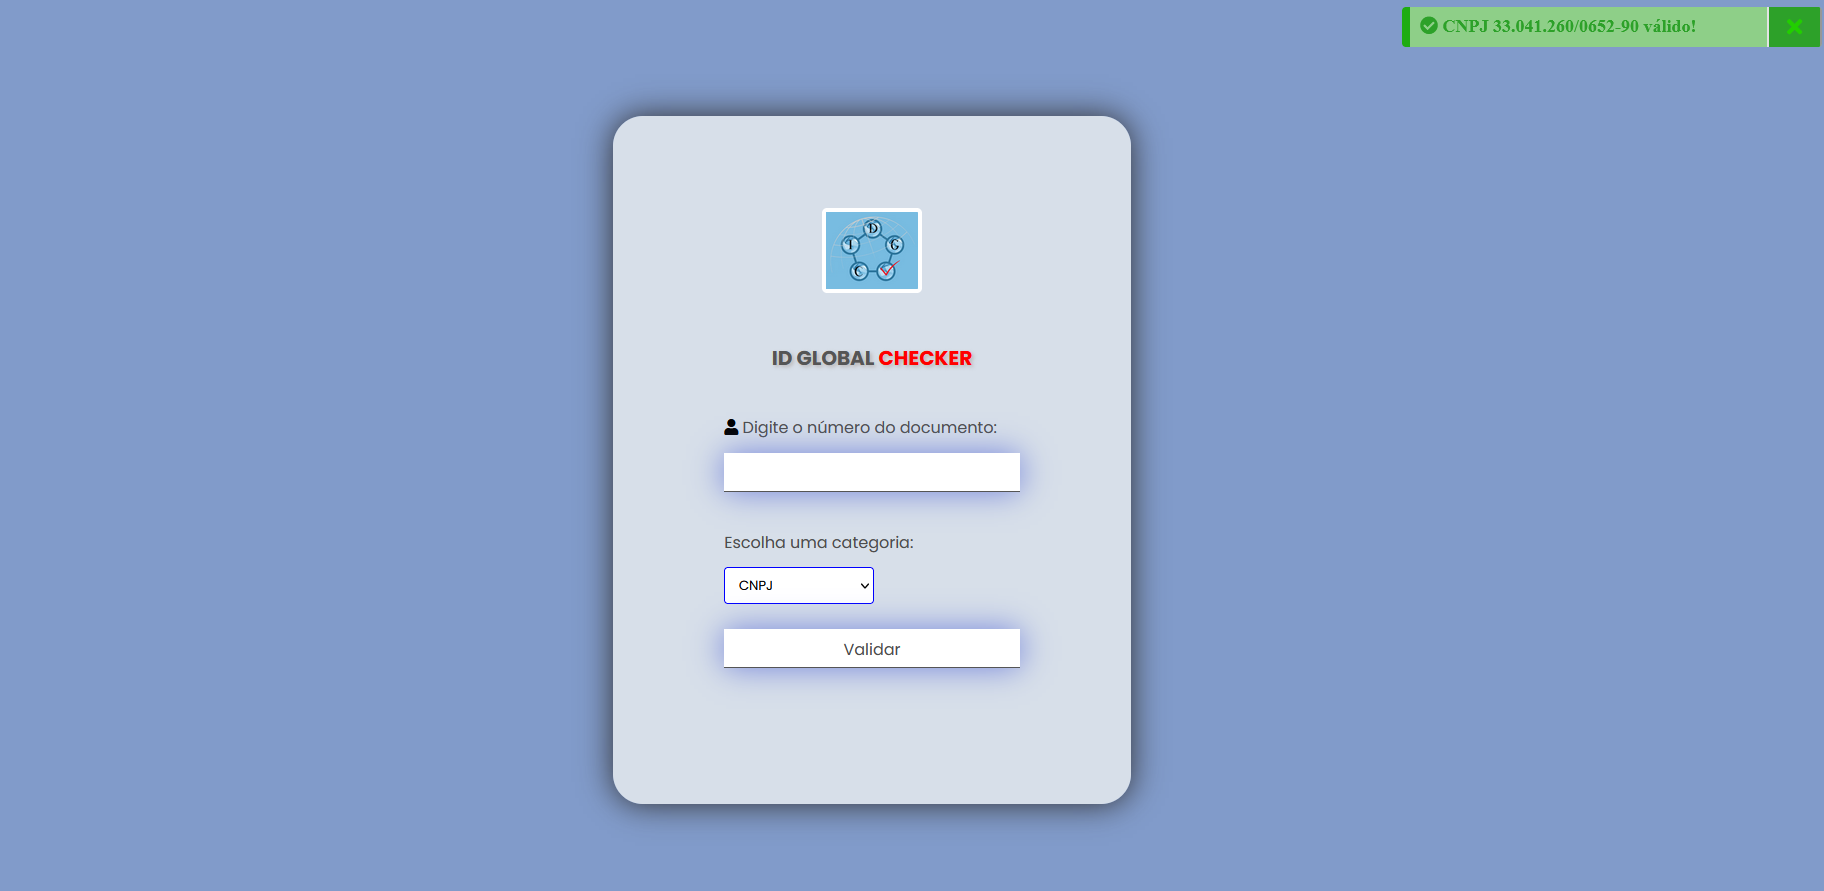 CNPJ 33.041.260/0652-90 válido!
D
I G
C
ID GLOBAL CHECKER
Digite o número do documento:
Escolha uma categoria:
CNPJ
Validar